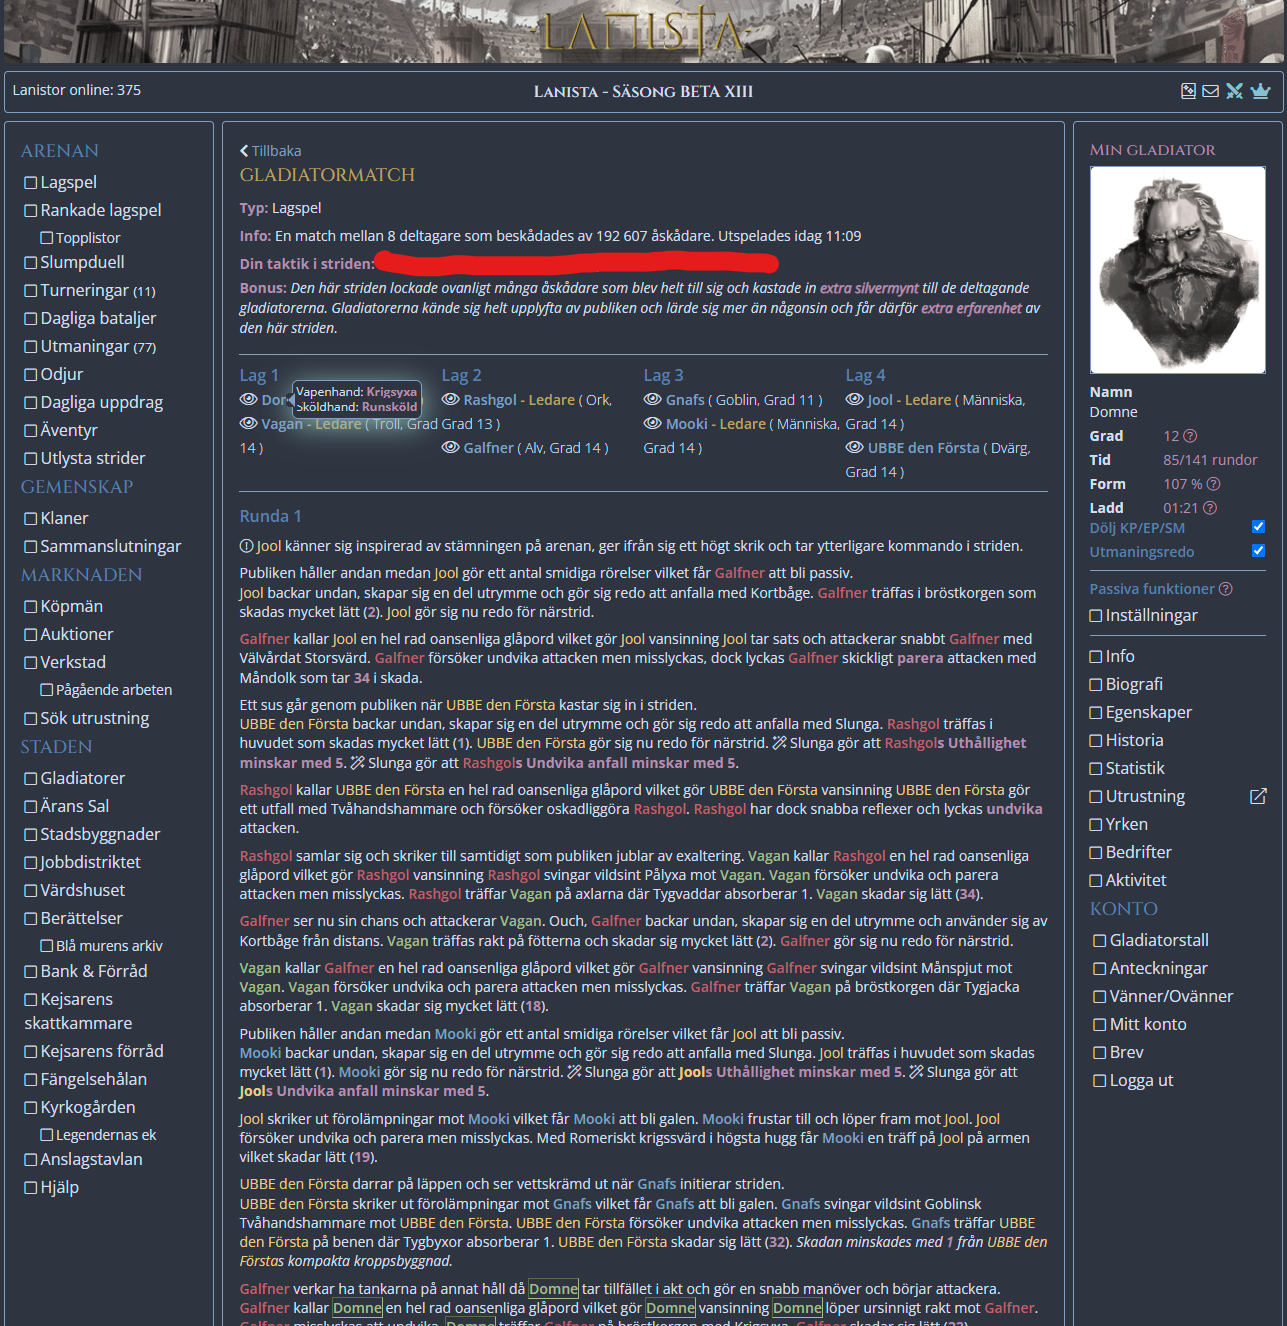 LANISTA
Lanistor online: 375
Lanista - Säsong BETA XIII
ARENAN
Lagspel
Rankade lagspel
Topplistor
Slumpduell
Turneringar (11)
Dagliga bataljer
Utmaningar (77)
Odjur
Dagliga uppdrag
Äventyr
Utlysta strider
GEMENSKAP
Klaner
Sammanslutningar
MARKNADEN
Köpmän
Auktioner
Verkstad
Pågående arbeten
Sök utrustning
STADEN
Gladiatorer
Ärans Sal
Stadsbyggnader
Jobbdistriktet
Värdshuset
Berättelser
Blå murens arkiv
Bank & Förråd
Kejsarens
skattkammare
Kejsarens förråd
Fängelsehålan
Kyrkogården
Legendernas ek
Anslagstavlan
Hjälp
Tillbaka
GLADIATORMATCH
Typ: Lagspel
Info: En match mellan 8 deltagare som beskådades av 192 607 åskådare. Utspelades idag 11:09
Din taktik i striden:
Bonus: Den här striden lockade ovanligt många åskådare som blev helt till sig och kastade in extra silvermynt till de deltagande
gladiatorerna. Gladiatorerna kände sig helt upplyfta av publiken och lärde sig mer än någonsin och får därför extra erfarenhet av
den här striden.
Lag 1
Vapenhand: Krigsyxa
Sköldhand: Runsköld
Vagan - Ledare ( Troll, Grad
14 )
Lag 2
Rashgol - Ledare ( Ork,
Grad 13 )
Galfner ( Alv, Grad 14 )
Lag 3
Gnafs ( Goblin, Grad 11 )
Mooki - Ledare ( Människa,
Grad 14 )
Lag 4
Jool - Ledare ( Människa,
Grad 14 )
UBBE den Första ( Dvärg,
Grad 14 )
Runda 1
Jool känner sig inspirerad av stämningen på arenan, ger ifrån sig ett högt skrik och tar ytterligare kommando i striden.
Publiken håller andan medan Jool gör ett antal smidiga rörelser vilket får Galfner att bli passiv.
Jool backar undan, skapar sig en del utrymme och gör sig redo att anfalla med Kortbåge. Galfner träffas i bröstkorgen som
skadas mycket lätt (2). Jool gör sig nu redo för närstrid.
Galfner kallar Jool en hel rad oansenliga glåpord vilket gör Jool vansinning Jool tar sats och attackerar snabbt Galfner med
Välvårdat Storsvärd. Galfner försöker undvika attacken men misslyckas, dock lyckas Galfner skickligt parera attacken med
Måndolk som tar 34 i skada.
Ett sus går genom publiken när UBBE den Första kastar sig in i striden.
UBBE den Första backar undan, skapar sig en del utrymme och gör sig redo att anfalla med Slunga. Rashgol träffas i
huvudet som skadas mycket lätt (1). UBBE den Första gör sig nu redo för närstrid. Slunga gör att Rashgols Uthållighet
minskar med 5. Slunga gör att Rashgols Undvika anfall minskar med 5.
Rashgol kallar UBBE den Första en hel rad oansenliga glåpord vilket gör UBBE den Första vansinning UBBE den Första gör
ett utfall med Tvåhandshammare och försöker oskadliggöra Rashgol. Rashgol har dock snabba reflexer och lyckas undvika
attacken.
Rashgol samlar sig och skriker till samtidigt som publiken jublar av exaltering. Vagan kallar Rashgol en hel rad oansenliga
glåpord vilket gör Rashgol vansinning Rashgol svingar vildsint Pålyxa mot Vagan. Vagan försöker undvika och parera
attacken men misslyckas. Rashgol träffar Vagan på axlarna där Tygvaddar absorberar 1. Vagan skadar sig lätt (34).
Galfner ser nu sin chans och attackerar Vagan. Ouch, Galfner backar undan, skapar sig en del utrymme och använder sig av
Kortbåge från distans. Vagan träffas rakt på fötterna och skadar sig mycket lätt (2). Galfner gör sig nu redo för närstrid.
Vagan kallar Galfner en hel rad oansenliga glåpord vilket gör Galfner vansinning Galfner svingar vildsint Månspjut mot
Vagan. Vagan försöker undvika och parera attacken men misslyckas. Galfner träffar Vagan på bröstkorgen där Tygjacka
absorberar 1. Vagan skadar sig mycket lätt (18).
Publiken håller andan medan Mooki gör ett antal smidiga rörelser vilket får Jool att bli passiv.
Mooki backar undan, skapar sig en del utrymme och gör sig redo att anfalla med Slunga. Jool träffas i huvudet som skadas
mycket lätt (1). Mooki gör sig nu redo för närstrid. Slunga gör att Jools Uthållighet minskar med 5. Slunga gör att
Jools Undvika anfall minskar med 5.
Jool skriker ut förolämpningar mot Mooki vilket får Mooki att bli galen. Mooki frustar till och löper fram mot Jool. Jool
försöker undvika och parera men misslyckas. Med Romeriskt krigssvärd i högsta hugg får Mooki en träff på Jool på armen
vilket skadar lätt (19).
UBBE den Första darrar på läppen och ser vettskrämd ut när Gnafs initierar striden.
UBBE den Första skriker ut förolämpningar mot Gnafs vilket får Gnafs att bli galen. Gnafs svingar vildsint Goblinsk
Tvåhandshammare mot UBBE den Första. UBBE den Första försöker undvika attacken men misslyckas. Gnafs träffar UBBE
den Första på benen där Tygbyxor absorberar 1. UBBE den Första skadar sig lätt (32). Skadan minskades med 1 från UBBE den
Förstas kompakta kroppsbyggnad.
Galfner verkar ha tankarna på annat håll då Domne tar tillfället i akt och gör en snabb manöver och börjar attackera.
Galfner kallar Domne en hel rad oansenliga glåpord vilket gör Domne vansinning Domne löper ursinnigt rakt mot Galfner.
Galfner misslyckas att undvika. Domne träffar Galfner på bröstkorgen med Krigsyxa. Galfner skadar sig lätt
Min gladiator
Namn
Domne
Grad 12
Tid 85/141 rundor
Form 107 %
Ladd 01:21
Dölj KP/EP/SM
Utmaningsredo
Passiva funktioner
Inställningar
Info
Biografi
Egenskaper
Historia
Statistik
Utrustning
Yrken
Bedrifter
Aktivitet
KONTO
Gladiatorstall
Anteckningar
Vänner/Ovänner
Mitt konto
Brev
Logga ut